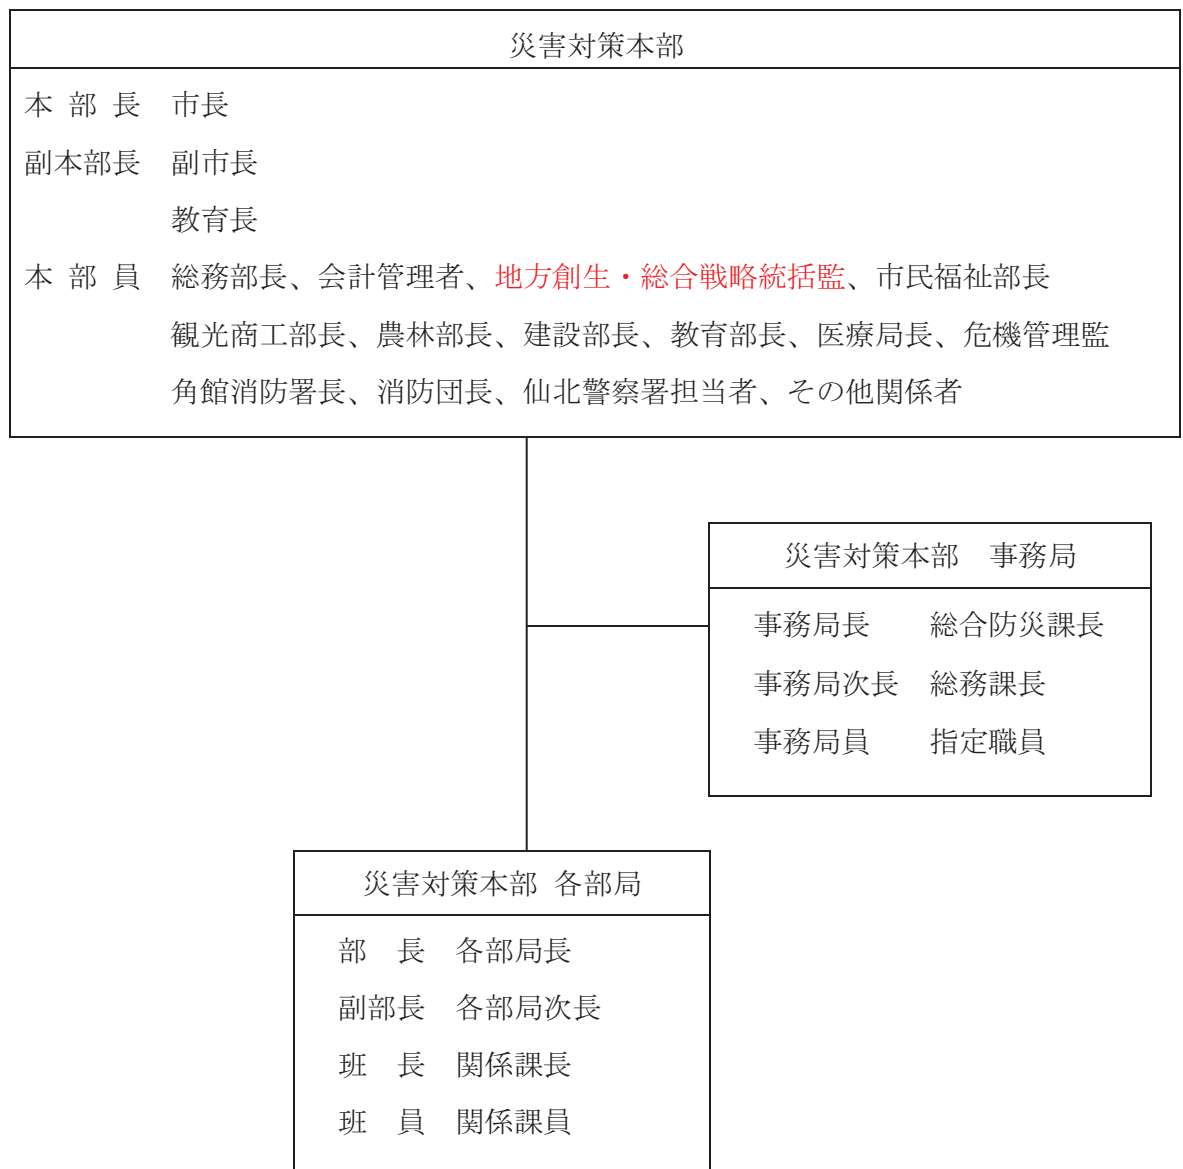 災害対策本部
本 部 長 市長
副本部長 副市長
教育長
本 部 員 総務部長、会計管理者、地方創生・総合戦略統括監、市民福祉部長
観光商工部長、農林部長、建設部長、教育部長、医療局長、危機管理監
角館消防署長、消防団長、仙北警察署担当者、その他関係者
災害対策本部 事務局
事務局長 総合防災課長
事務局次長 総務課長
事務局員 指定職員
災害対策本部 各部局
部 長 各部局長
副部長 各部局次長
班 長 関係課長
班 員 関係課員